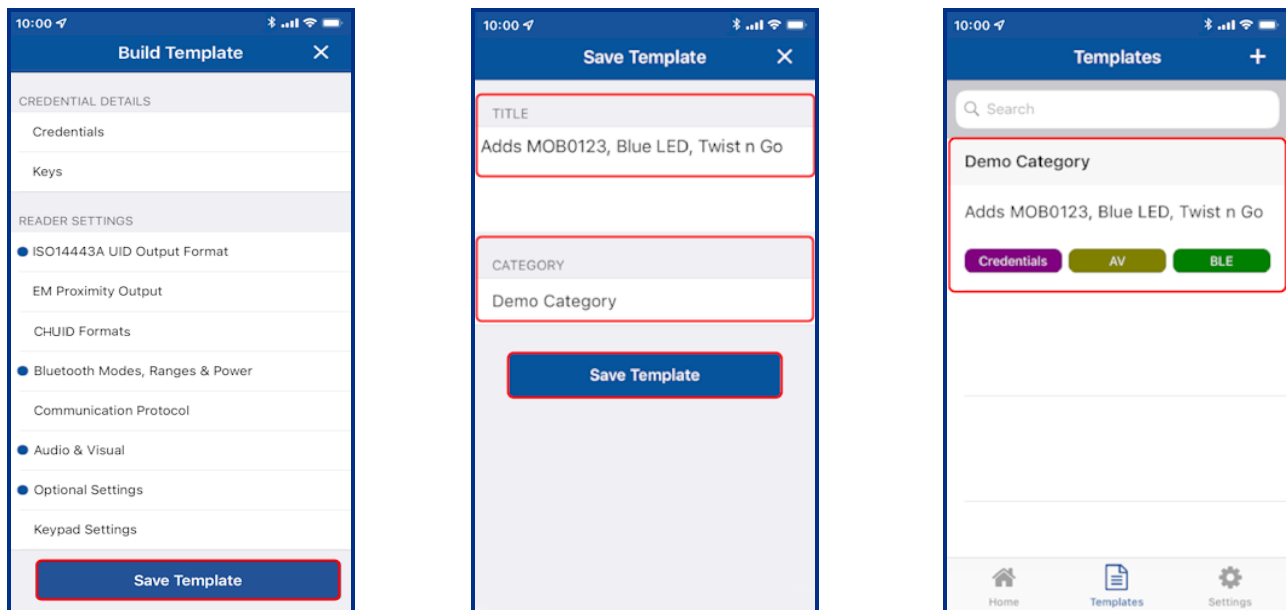 10:00
Build Template
CREDENTIAL DETAILS
Credentials
Keys
READER SETTINGS
ISO14443A UID Output Format
EM Proximity Output
CHUID Formats
Bluetooth Modes, Ranges & Power
Communication Protocol
Audio & Visual
Optional Settings
Keypad Settings
Save Template
10:00
Save Template
TITLE
Adds MOB0123, Blue LED, Twist n Go
CATEGORY
Demo Category
Save Template
10:00
Templates
Search
Demo Category
Adds MOB0123, Blue LED, Twist n Go
Credentials AV BLE
Home Templates Settings